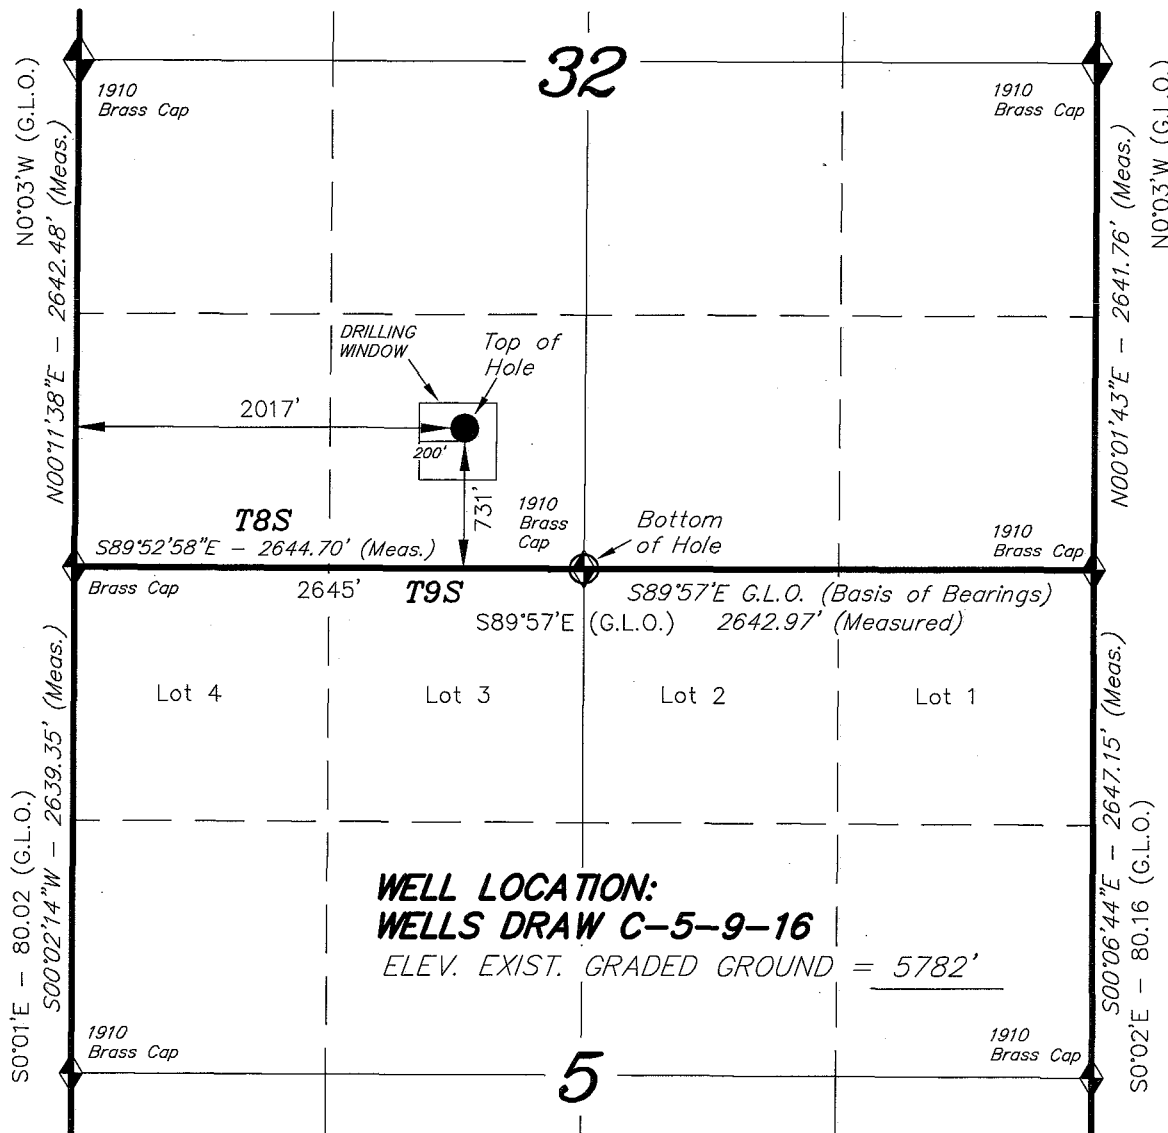 32
1910
Brass Cap
1910
Brass Cap
N0°03'W (G.L.O.)
N00°11'38"E - 2642.48' (Meas.)
N00°01'43"E - 2641.76' (Meas.)
N0°03'W (G.L.O.)
DRILLING
WINDOW
Top of
Hole
2017'
200'
731'
T8S
S89°52'58"E - 2644.70' (Meas.)
1910
Brass
Cap
Bottom
of Hole
1910
Brass Cap
Brass Cap
2645'
T9S
S89°57'E G.L.O. (Basis of Bearings)
S89°57'E (G.L.O.)
2642.97' (Measured)
Lot 4
Lot 3
Lot 2
Lot 1
S0°01'E - 80.02 (G.L.O.)
S00°02'14"W - 2639.35' (Meas.)
S00°06'44"E - 2647.15' (Meas.)
S0°02'E - 80.16 (G.L.O.)
WELL LOCATION:
WELLS DRAW C-5-9-16
ELEV. EXIST. GRADED GROUND = 5782'
1910
Brass Cap
5
1910
Brass Cap